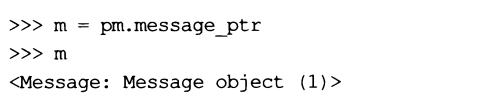 >>> m = pm.message_ptr
>>> m
<Message: Message object (1)>